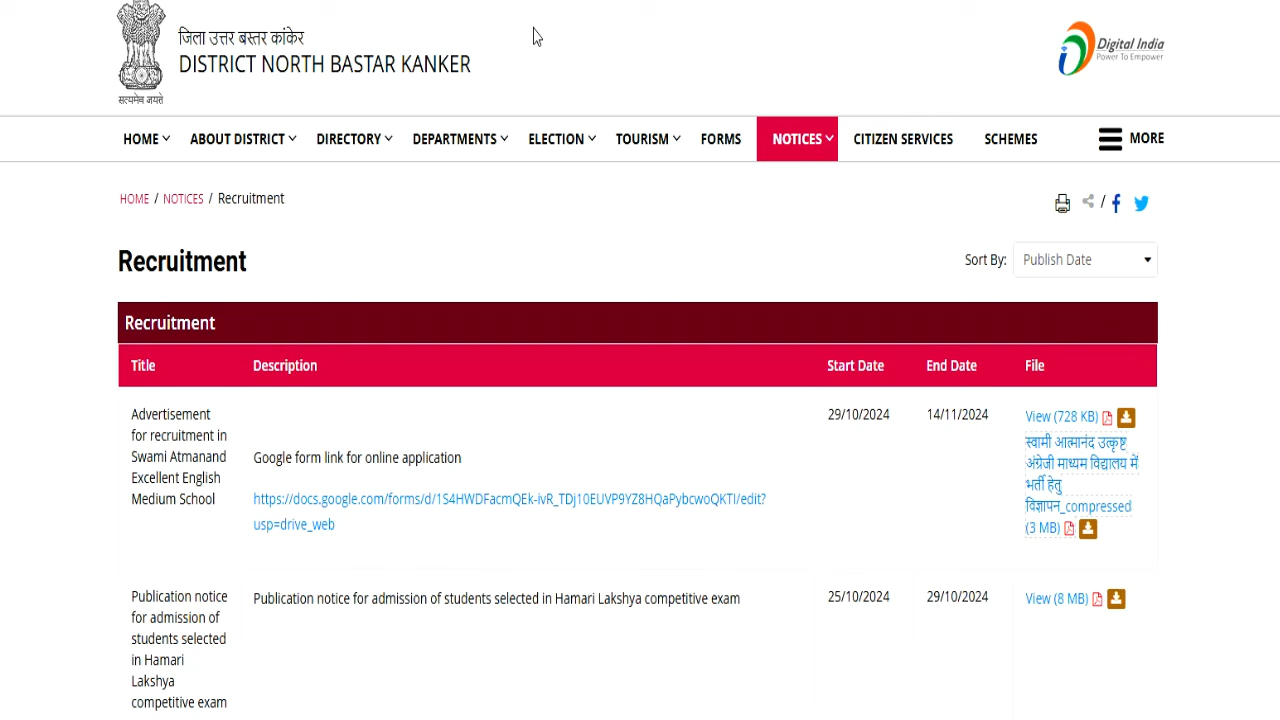 जिला उत्तर बस्तर कांकेर
DISTRICT NORTH BASTAR KANKER
सत्यमेव जयते
Digital India
Power To Empower
HOME ABOUT DISTRICT DIRECTORY DEPARTMENTS ELECTION TOURISM FORMS NOTICES CITIZEN SERVICES SCHEMES MORE
HOME / NOTICES / Recruitment
/
Recruitment
Sort By: Publish Date
Recruitment
Title Description Start Date End Date File
Advertisement
for recruitment in
Swami Atmanand
Excellent English
Medium School
Google form link for online application
https://docs.google.com/forms/d/1S4HWDFacmQEk-ivR_TDj10EUVP9YZ8HQaPybcwoQKTI/edit?
usp=drive_web
29/10/2024
14/11/2024
View (728 KB)
स्वामी आत्मानंद उत्कृष्ट
अंग्रेजी माध्यम विद्यालय में
भर्ती हेतु
विज्ञापन_compressed
(3 MB)
Publication notice
for admission of
students selected
in Hamari
Lakshya
competitive exam
Publication notice for admission of students selected in Hamari Lakshya competitive exam
25/10/2024
29/10/2024
View (8 MB)